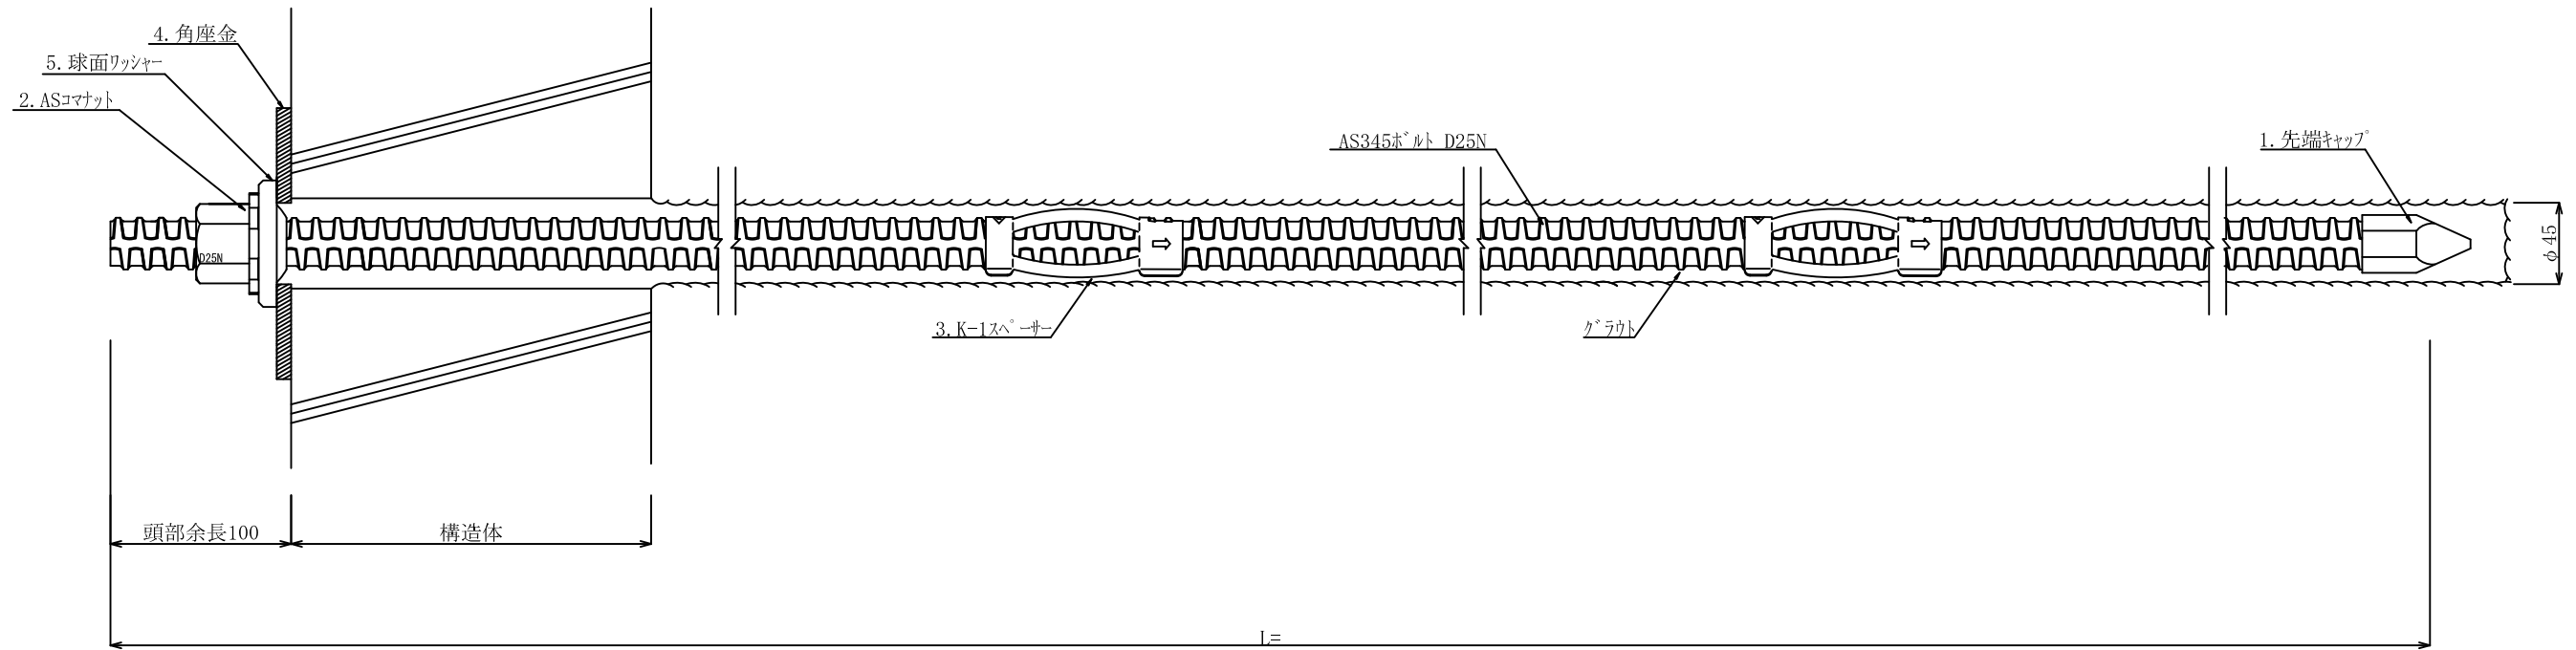 4. 角座金
5. 球面ﾜｯｼｬｰ
2. ASｺﾏﾅｯﾄ
AS345ﾎﾞﾙﾄ D25N
1. 先端ｷｬｯﾌﾟ
D25N
φ45
3. K-1ｽﾍﾟｰｻｰ
ｸﾞﾗｳﾄ
頭部余長100
構造体
L=